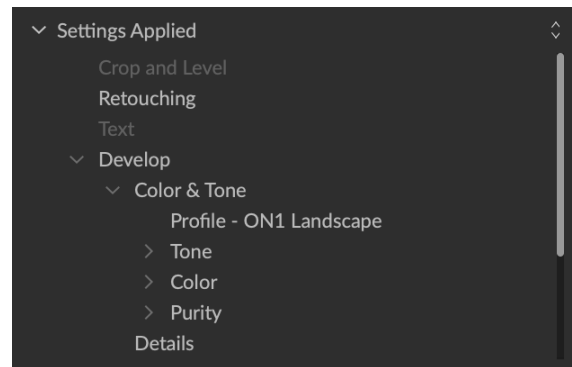 Settings Applied
Crop and Level
Retouching
Text
Develop
Color & Tone
Profile - ON1 Landscape
Tone
Color
Purity
Details